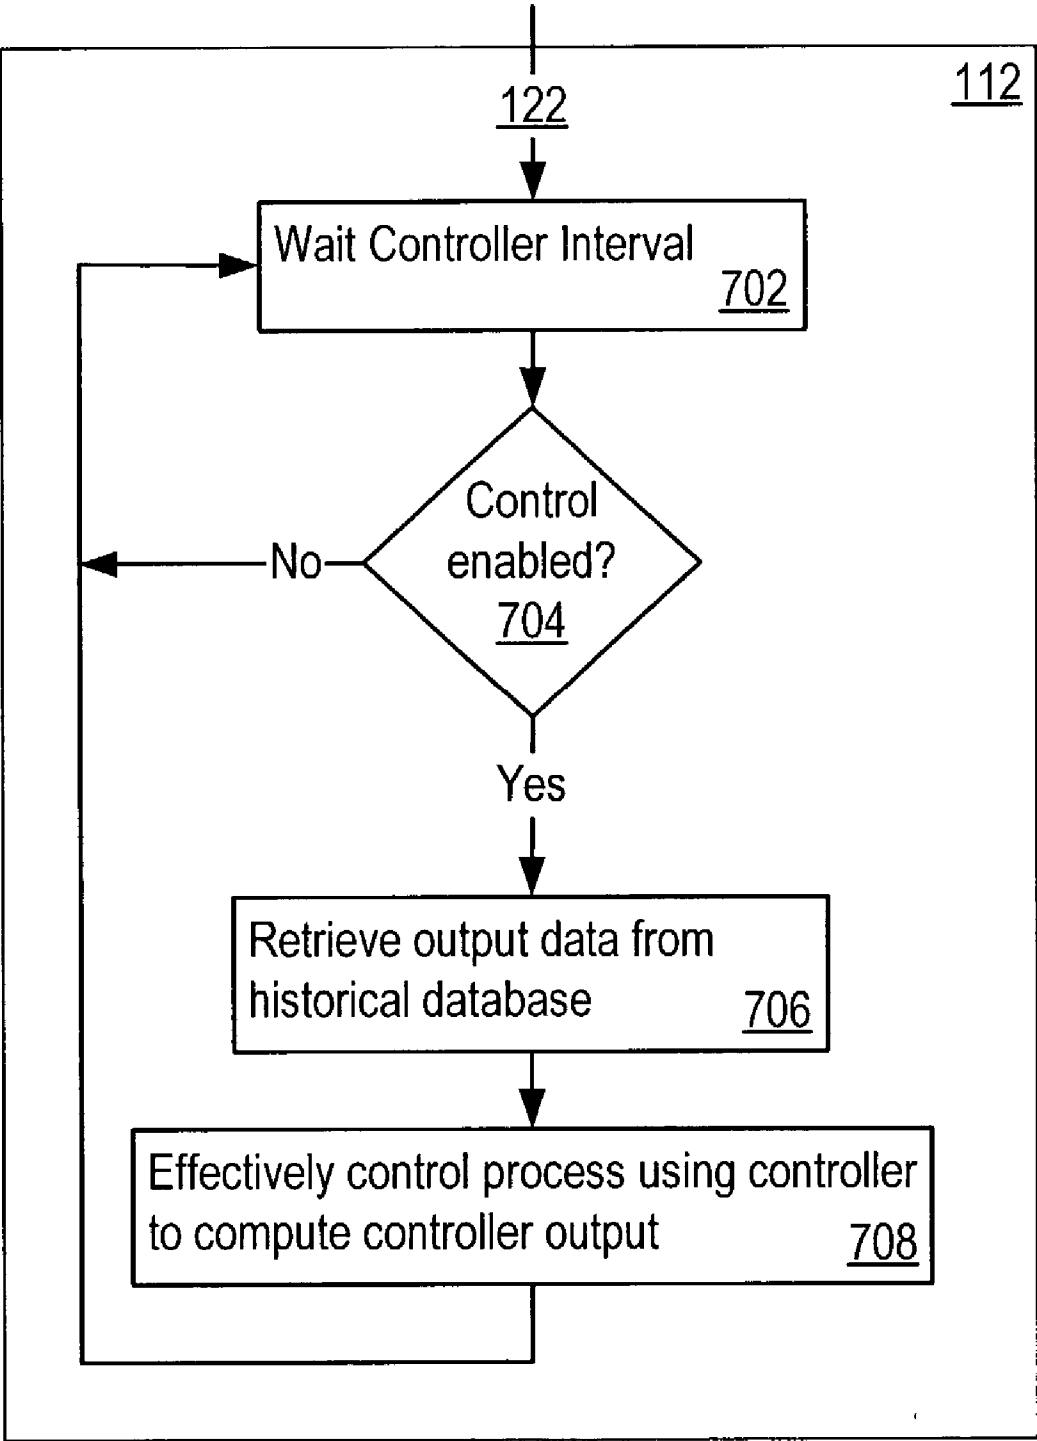 112
122
Wait Controller Interval
702
Control
enabled?
704
No
Yes
Retrieve output data from
historical database
706
Effectively control process using controller
to compute controller output
708